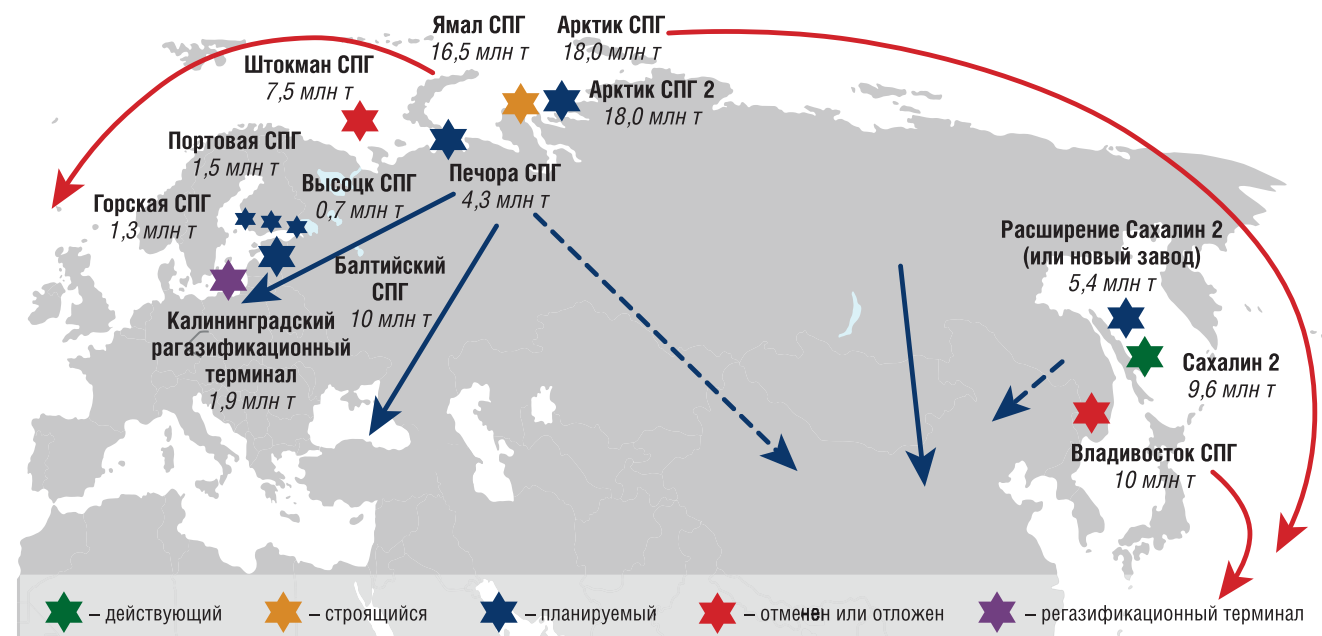 Ямал СПГ
16,5 млн т
Арктик СПГ
18,0 млн т
Штокман СПГ
7,5 млн т
Арктик СПГ 2
18,0 млн т
Портовая СПГ
1,5 млн т
Высоцк СПГ
0,7 млн т
Печора СПГ
4,3 млн т
Горская СПГ
1,3 млн т
Балтийский
СПГ
10 млн т
Калининградский
рагазификационный
терминал
1,9 млн т
Расширение Сахалин 2
(или новый завод)
5,4 млн т
Сахалин 2
9,6 млн т
Владивосток СПГ
10 млн т
– действующий
– строящийся
– планируемый
– отменен или отложен
– регазификационный терминал